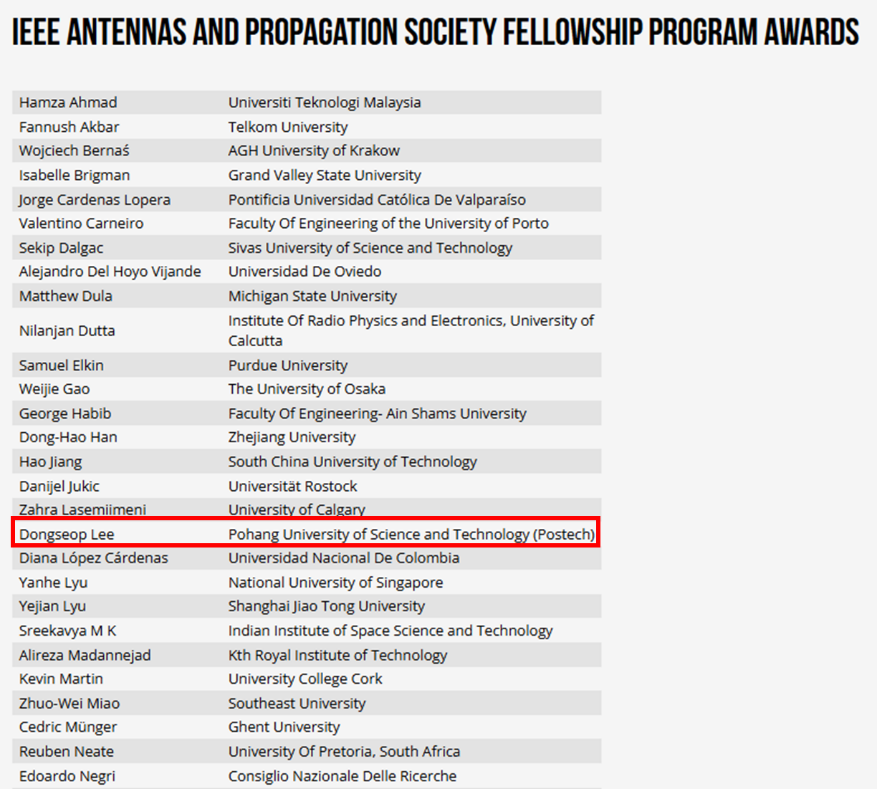 IEEE ANTENNAS AND PROPAGATION SOCIETY FELLOWSHIP PROGRAM AWARDS
Hamza Ahmad Universiti Teknologi Malaysia
Fannush Akbar Telkom University
Wojciech Bernaś AGH University of Krakow
Isabelle Brigman Grand Valley State University
Jorge Cardenas Lopera Pontificia Universidad Católica De Valparaíso
Valentino Carneiro Faculty Of Engineering of the University of Porto
Sekip Dalgac Sivas University of Science and Technology
Alejandro Del Hoyo Vijande Universidad De Oviedo
Matthew Dula Michigan State University
Nilanjan Dutta Institute Of Radio Physics and Electronics, University of
Calcutta
Samuel Elkin Purdue University
Weijie Gao The University of Osaka
George Habib Faculty Of Engineering- Ain Shams University
Dong-Hao Han Zhejiang University
Hao Jiang South China University of Technology
Danijel Jukic Universität Rostock
Zahra Lasemiimeni University of Calgary
Dongseop Lee Pohang University of Science and Technology (Postech)
Diana López Cárdenas Universidad Nacional De Colombia
Yanhe Lyu National University of Singapore
Yejian Lyu Shanghai Jiao Tong University
Sreekavya M K Indian Institute of Space Science and Technology
Alireza Madannejad Kth Royal Institute of Technology
Kevin Martin University College Cork
Zhuo-Wei Miao Southeast University
Cedric Münger Ghent University
Reuben Neate University Of Pretoria, South Africa
Edoardo Negri Consiglio Nazionale Delle Ricerche